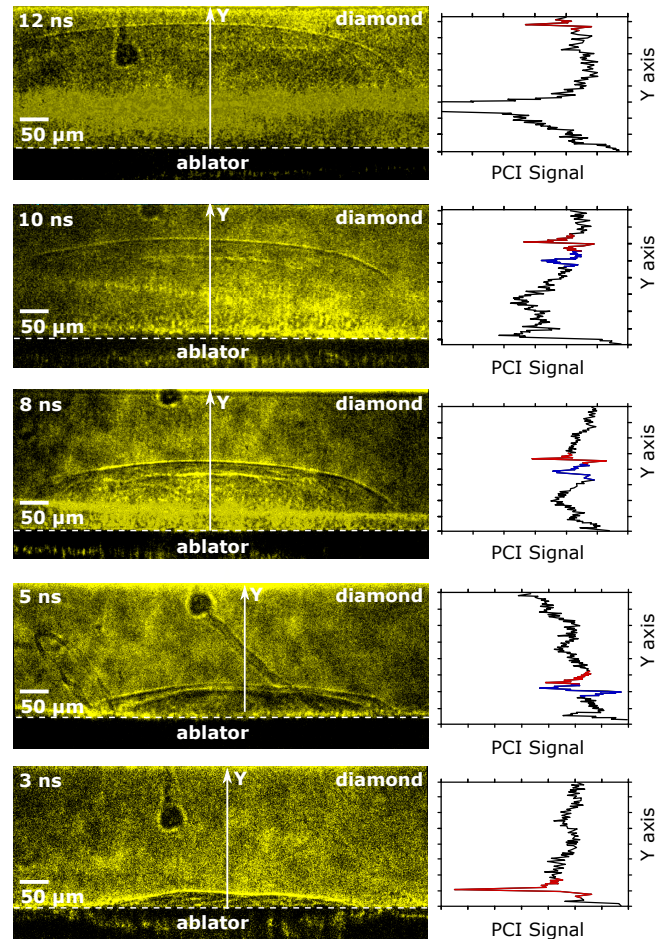 12 ns Y diamond
50 µm
ablator
Y axis
PCI Signal
10 ns Y diamond
50 µm
ablator
Y axis
PCI Signal
8 ns Y diamond
50 µm
ablator
Y axis
PCI Signal
5 ns Y diamond
50 µm
ablator
Y axis
PCI Signal
3 ns Y diamond
50 µm
ablator
Y axis
PCI Signal